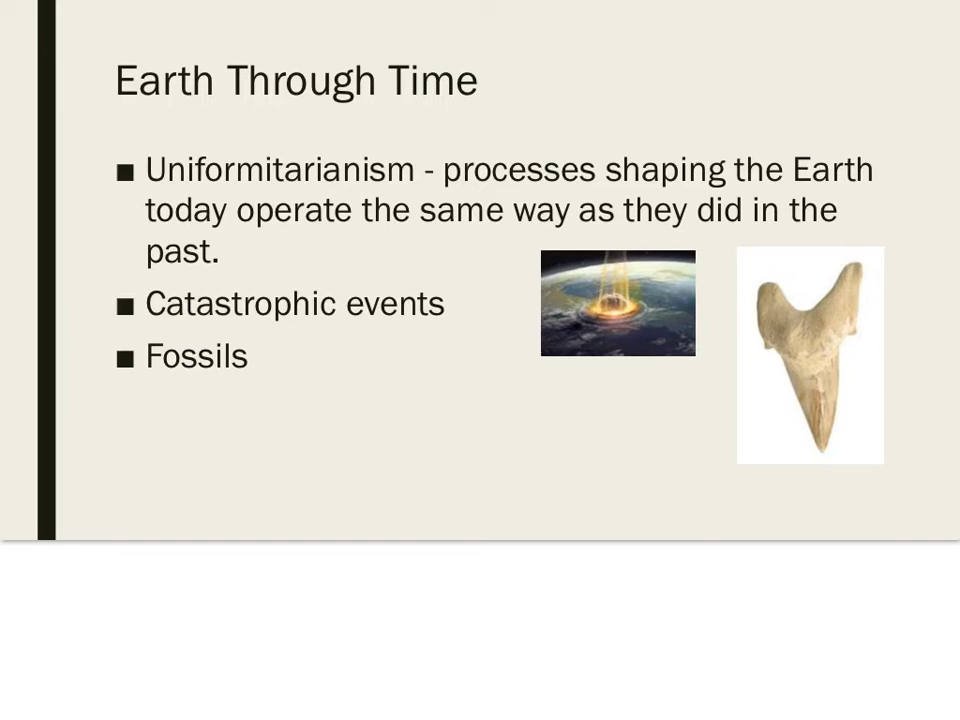 Earth Through Time
■ Uniformitarianism - processes shaping the Earth
today operate the same way as they did in the
past.
■ Catastrophic events
■ Fossils